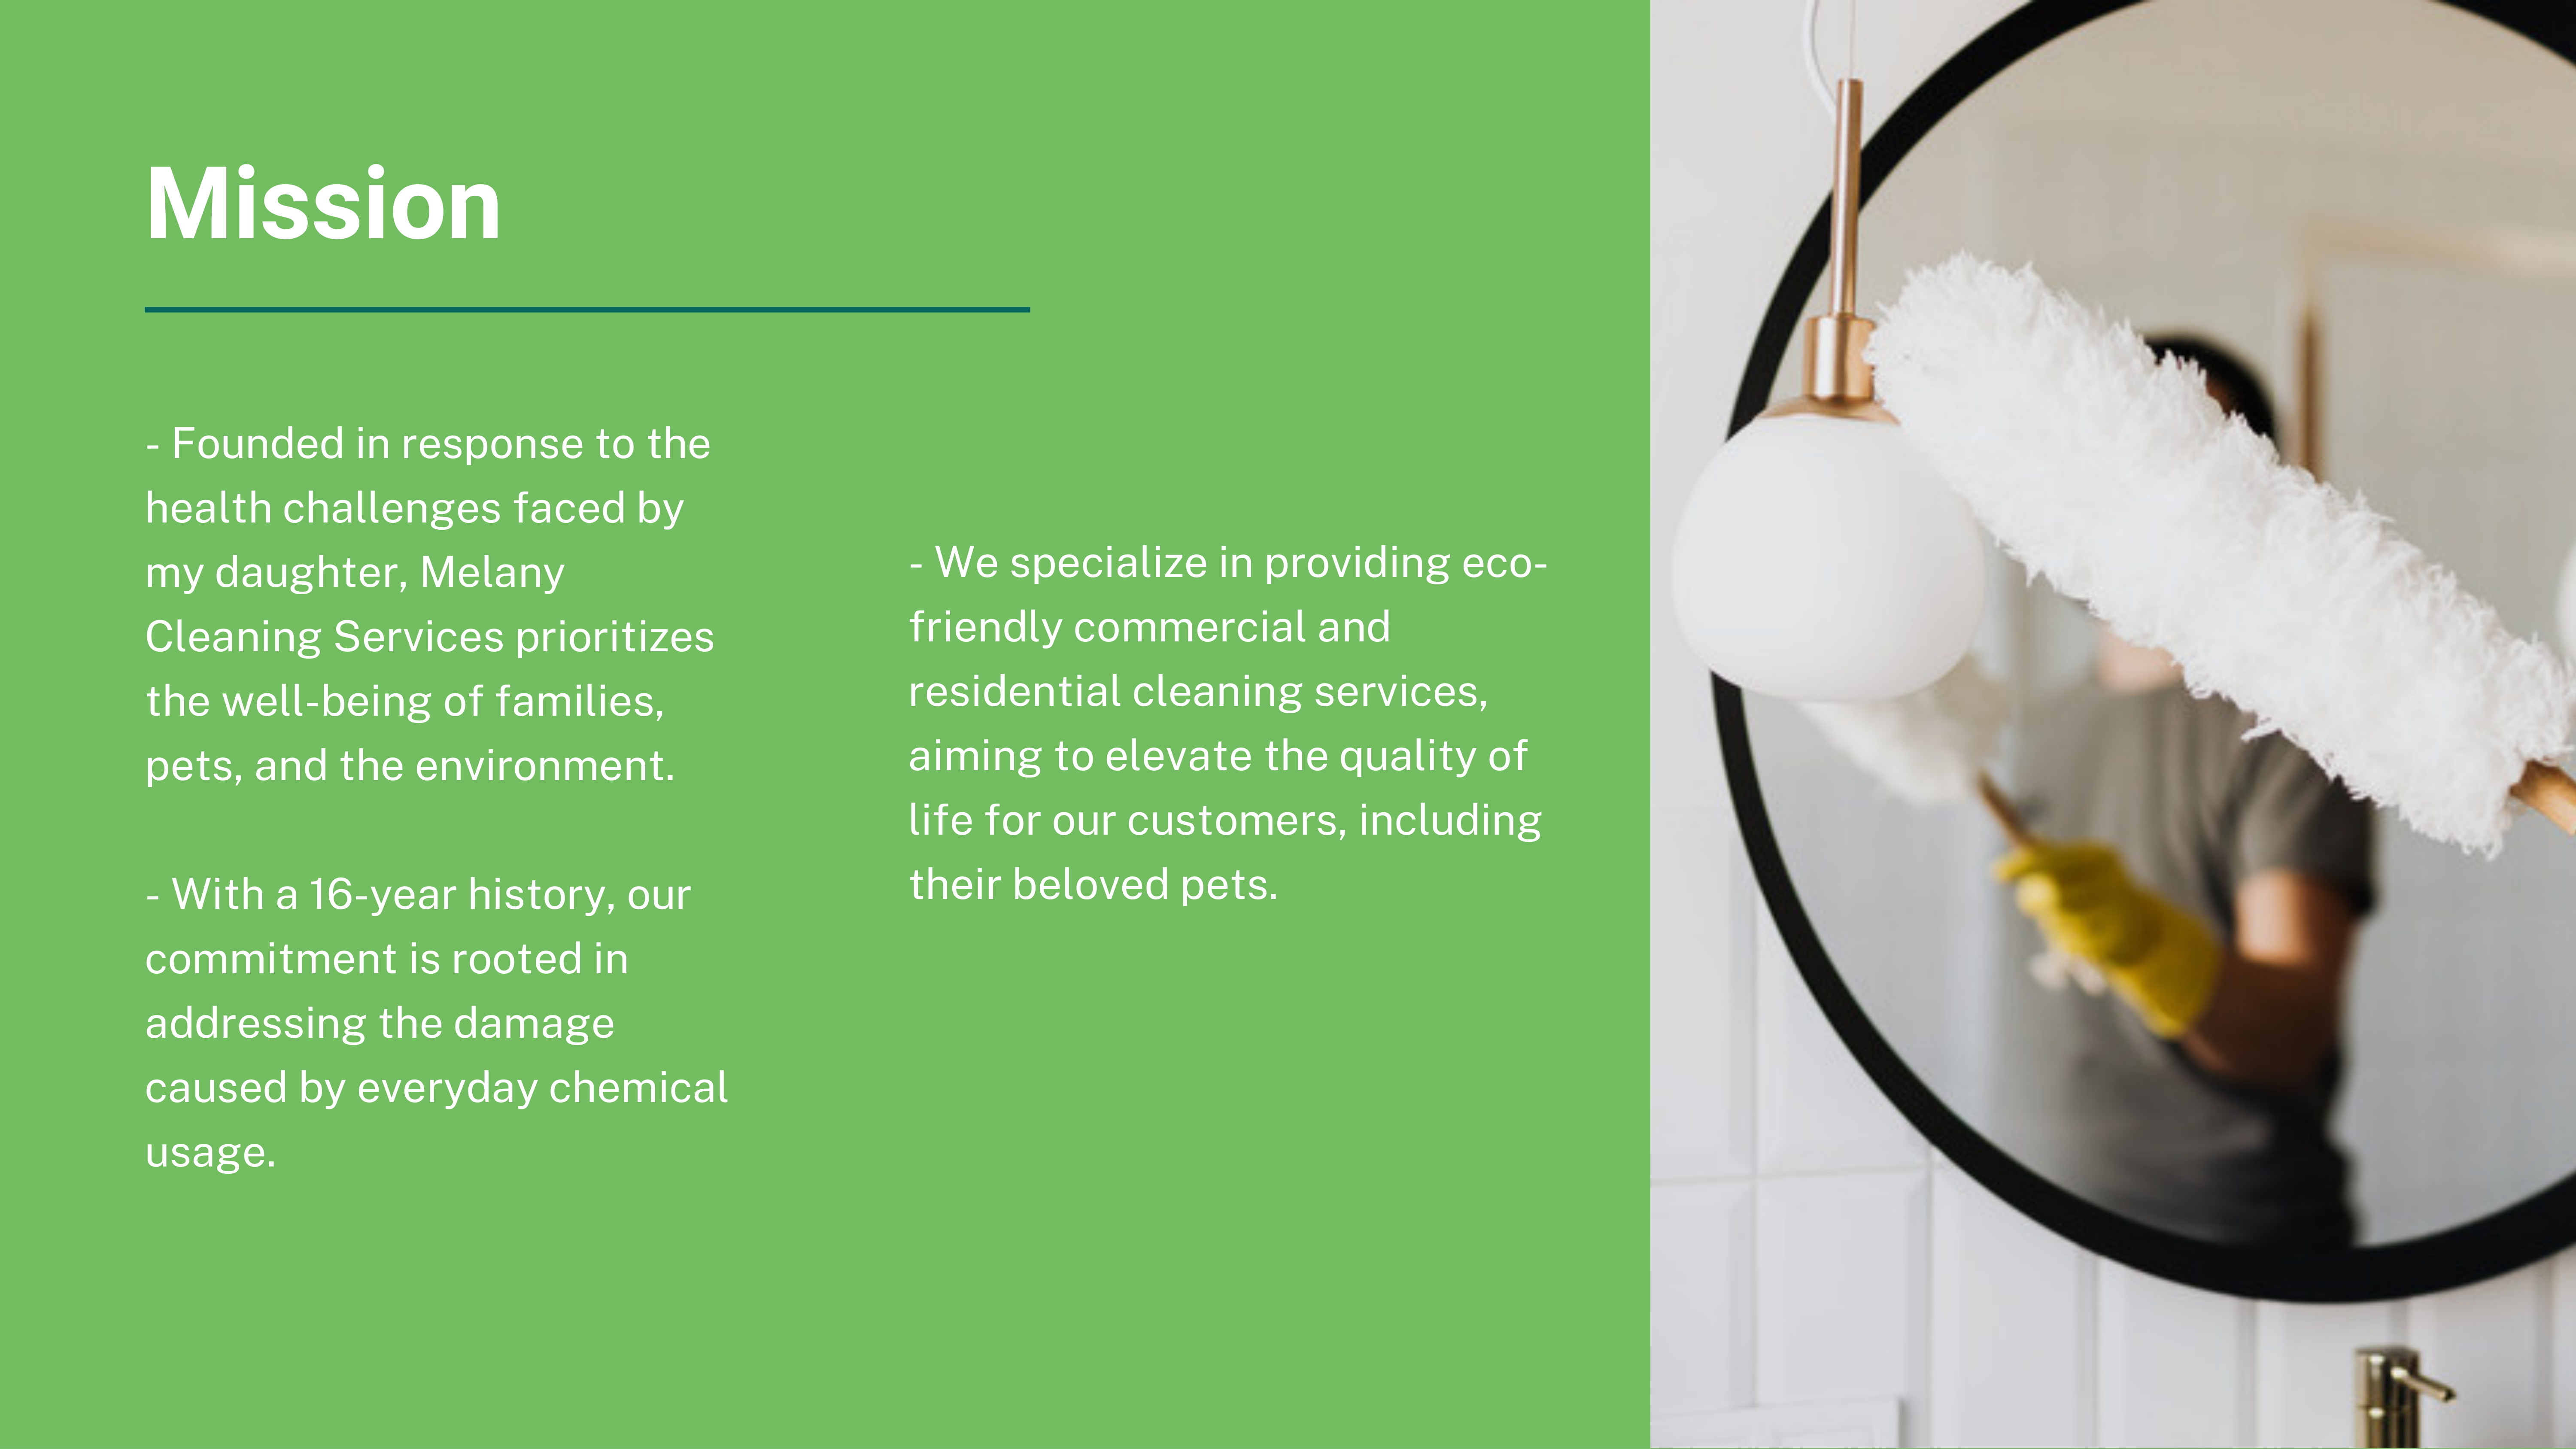 Mission
- Founded in response to the
health challenges faced by
my daughter, Melany
Cleaning Services prioritizes
the well-being of families,
pets, and the environment.
- With a 16-year history, our
commitment is rooted in
addressing the damage
caused by everyday chemical
usage.
- We specialize in providing eco-
friendly commercial and
residential cleaning services,
aiming to elevate the quality of
life for our customers, including
their beloved pets.